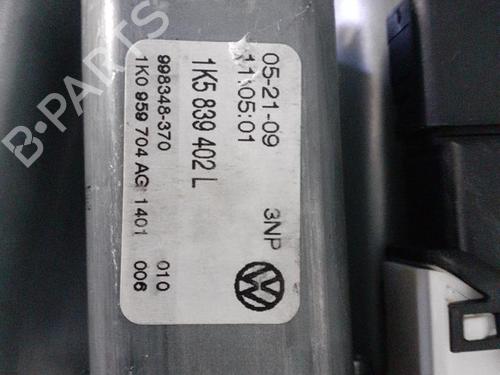 05-21-09
11:05:01
3NP
1K5 839 402 L
998348-370
010
1K0 959 704 AG 1401
006
B-PARTS